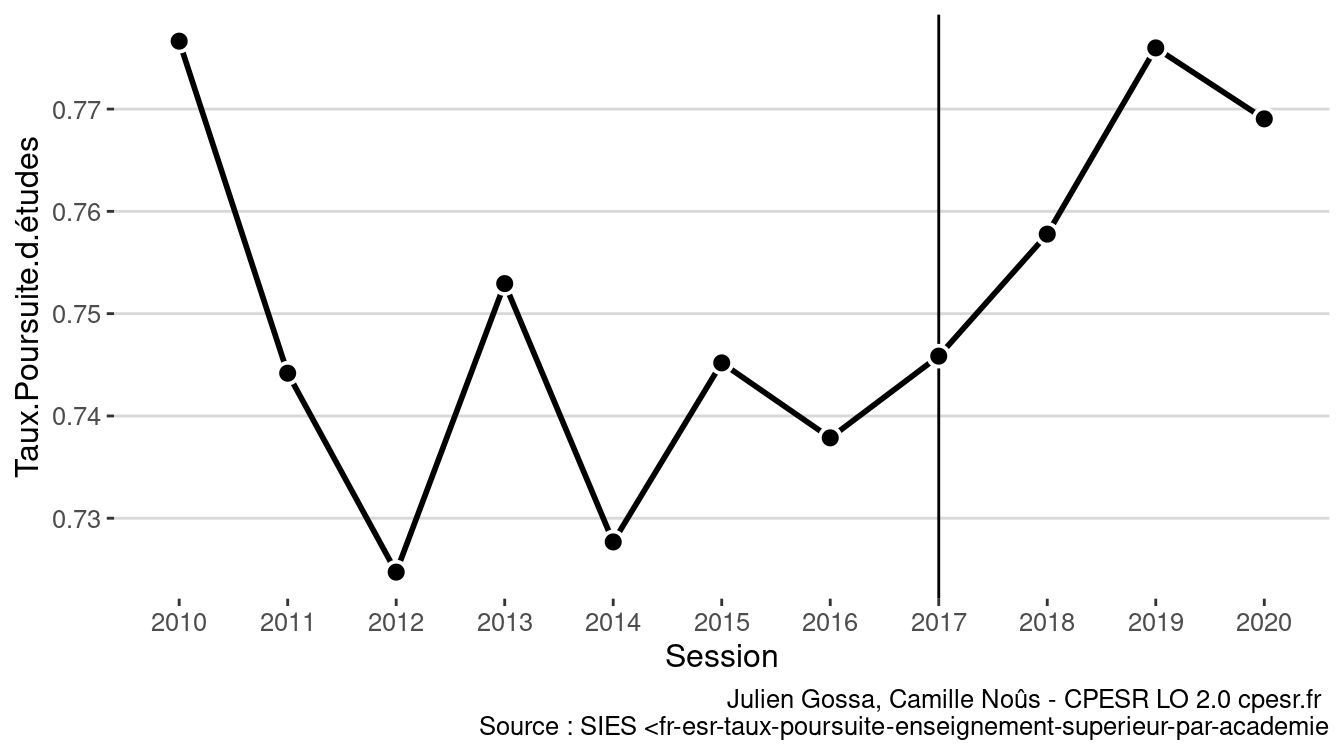 Taux.Poursuite.d.études
0.77
0.76
0.75
0.74
0.73
2010 2011 2012 2013 2014 2015 2016 2017 2018 2019 2020
Session
Julien Gossa, Camille Noûs - CPESR LO 2.0 cpesr.fr
Source : SIES <fr-esr-taux-poursuite-enseignement-superieur-par-academie